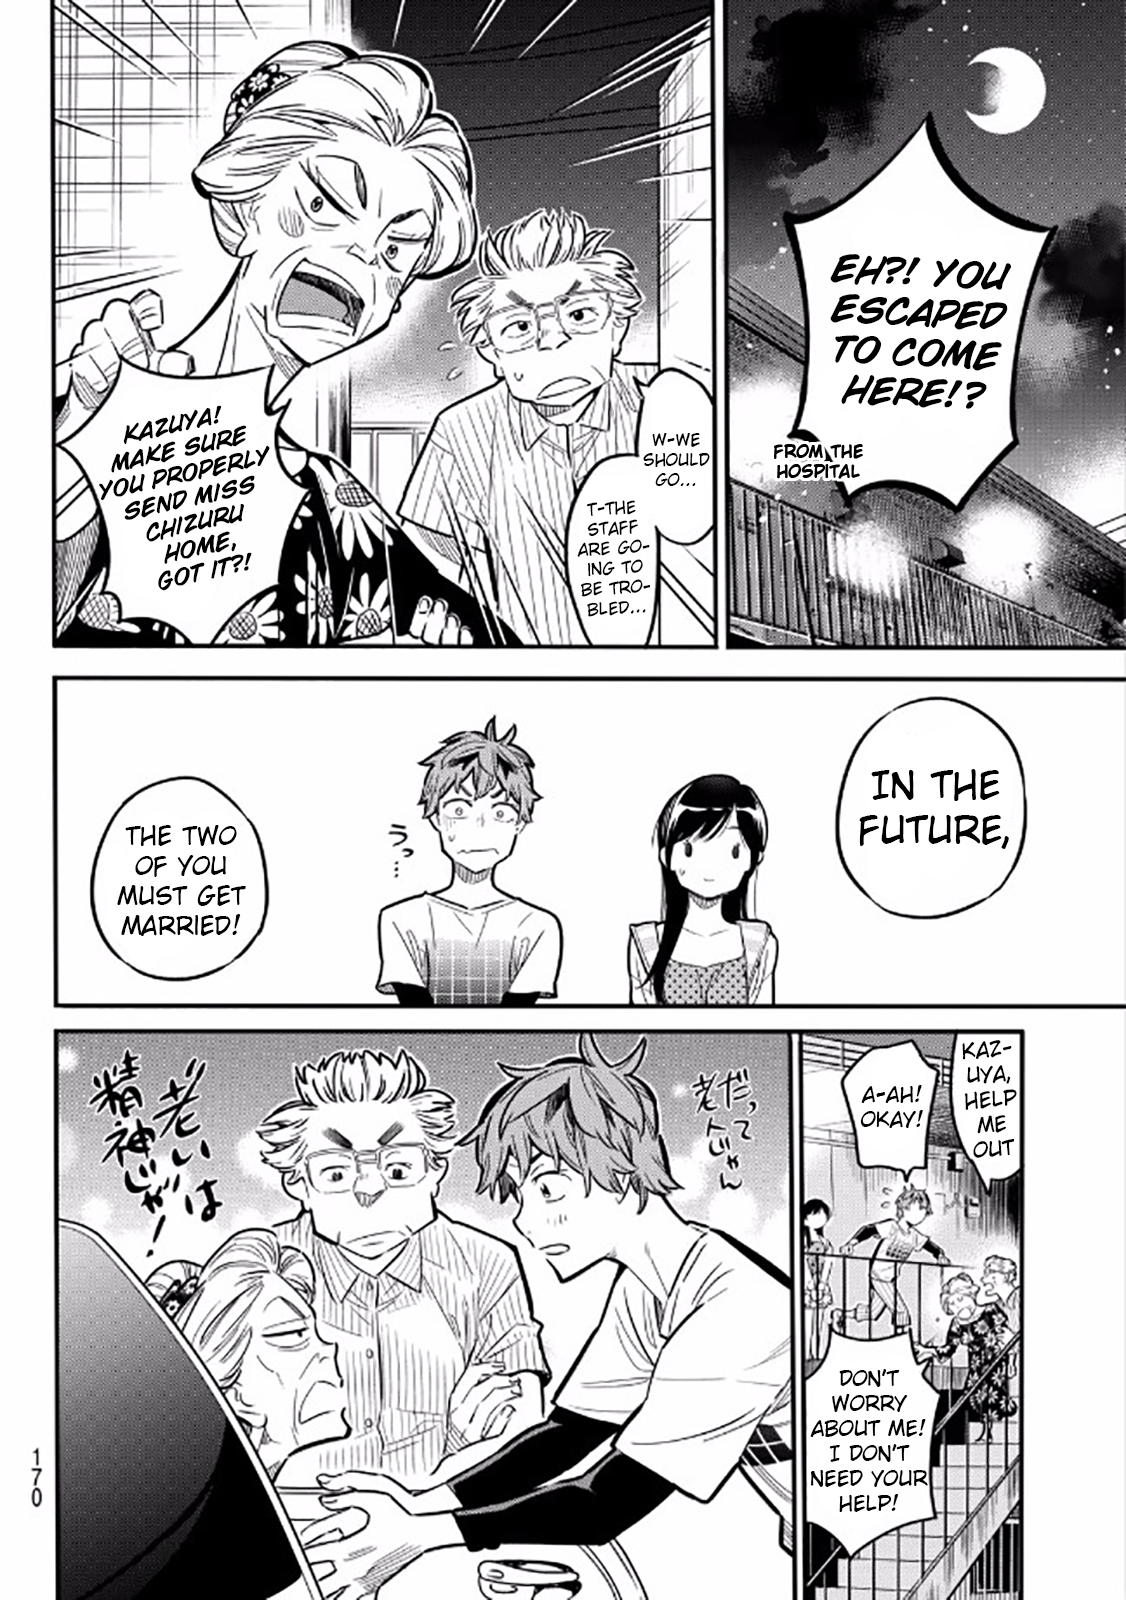 EH?! YOU
ESCAPED
TO COME
HERE!?
FROM THE
HOSPITAL
W-WE
SHOULD
GO...
T-THE
STAFF
ARE GO-
ING TO
BE TRO-
BLED...
KAZUYA!
MAKE SURE
YOU PROPERLY
SEND MISS
CHIZURU
HOME,
GOT IT?!
IN THE
FUTURE,
うっ…
THE TWO
OF YOU
MUST GET
MARRIED!
KAZ-
UYA,
HELP
ME
OUT
A-AH!
OKAY!
DON'T
WORRY
ABOUT ME!
I DON'T
NEED YOUR
HELP!
だって
老人じゃん
老いは
精神じゃ!
170